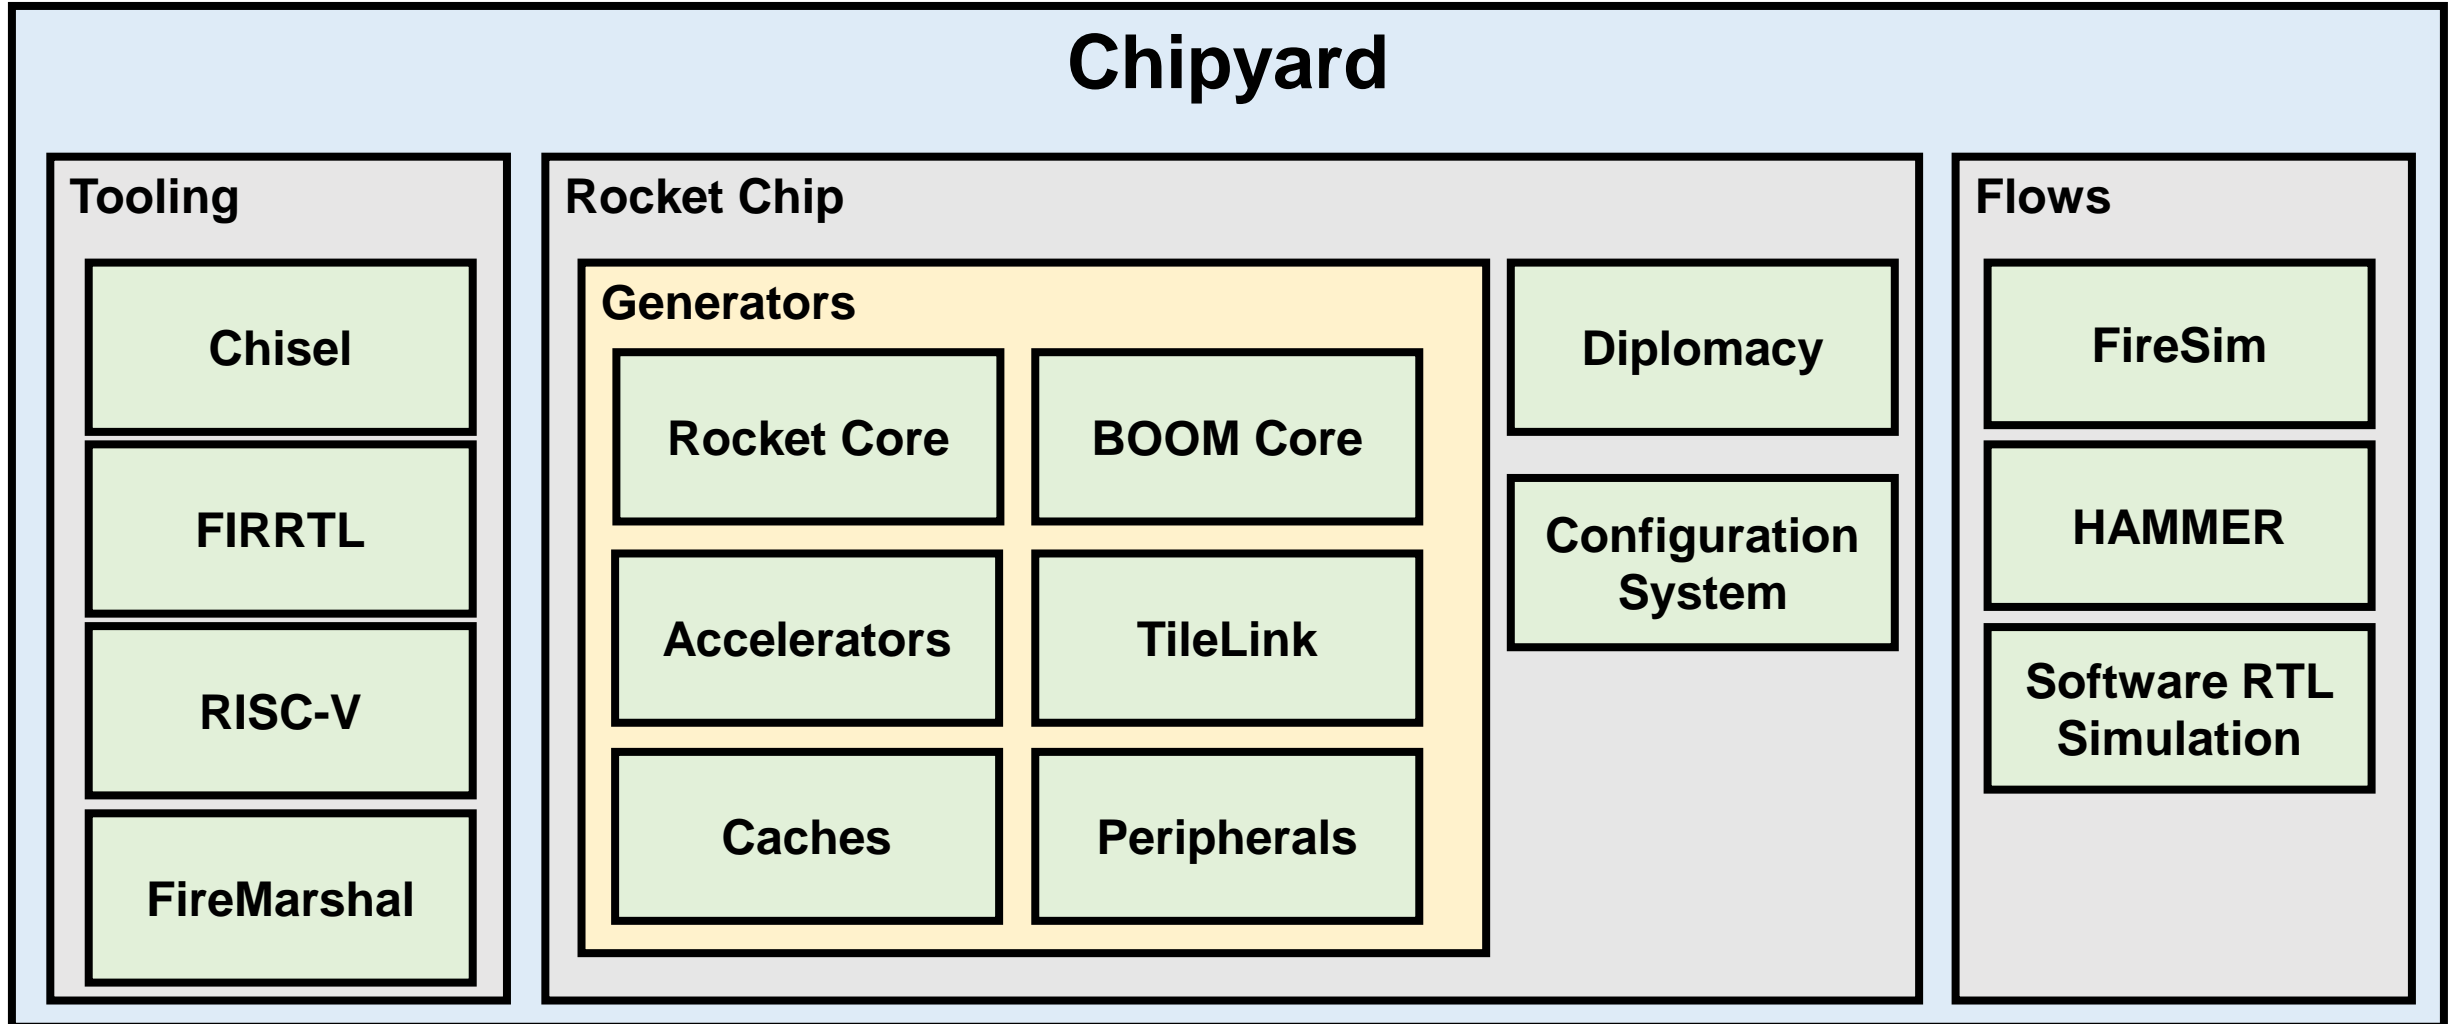 Chipyard
Tooling
Chisel
FIRRTL
RISC-V
FireMarshal
Rocket Chip
Generators
Rocket Core
BOOM Core
Accelerators
TileLink
Caches
Peripherals
Diplomacy
Configuration
System
Flows
FireSim
HAMMER
Software RTL
Simulation